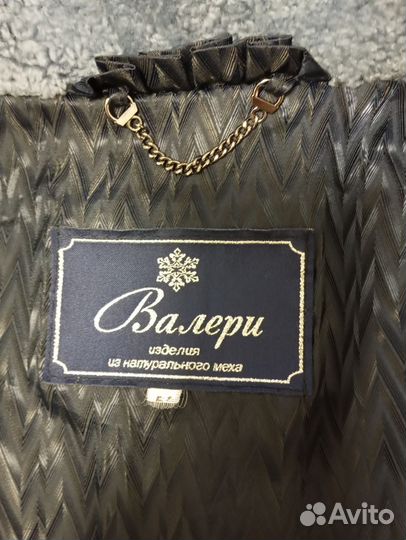 Валери
изделия
из натурального меха
Avito